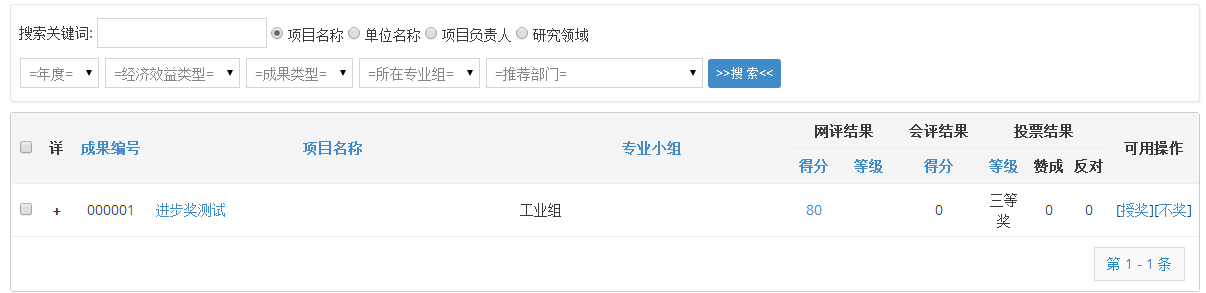 搜索关键词: 项目名称 单位名称 项目负责人 研究领域
=年度= =经济效益类型= =成果类型= =所在专业组= =推荐部门= >>搜 索<<
网评结果 会评结果 投票结果
详 成果编号 项目名称 专业小组 可用操作
得分 等级 得分 等级 赞成 反对
+ 000001 进步奖测试 工业组 80 0 三等奖 0 0 [授奖][不奖]
第 1 - 1 条